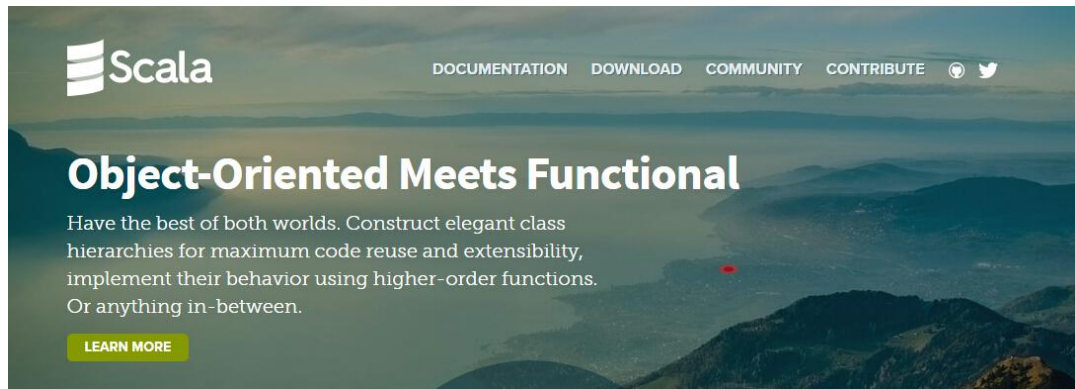 Scala
DOCUMENTATION DOWNLOAD COMMUNITY CONTRIBUTE
Object-Oriented Meets Functional
Have the best of both worlds. Construct elegant class
hierarchies for maximum code reuse and extensibility,
implement their behavior using higher-order functions.
Or anything in-between.
LEARN MORE